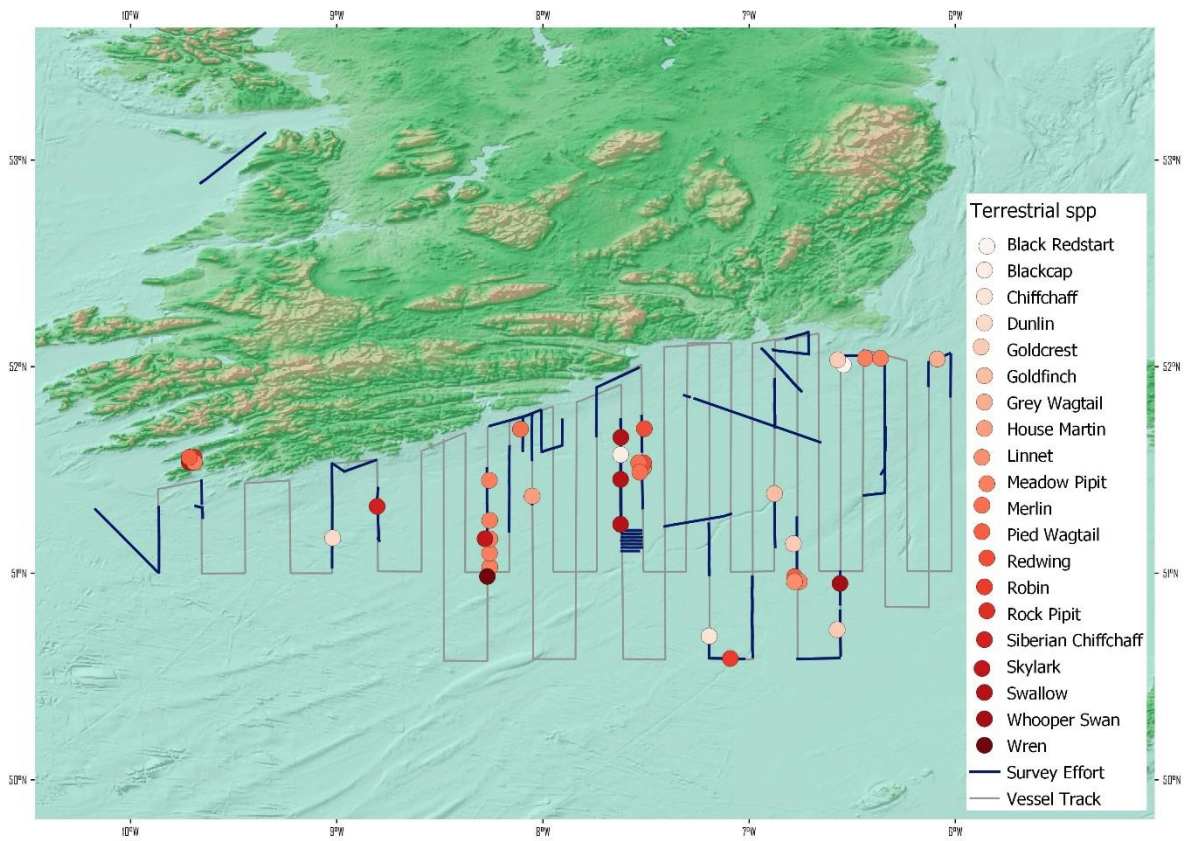 10°W 9°W 8°W 7°W 6°W
53°N 53°N
Terrestrial spp
Black Redstart
Blackcap
Chiffchaff
Dunlin
Goldcrest
Goldfinch
Grey Wagtail
House Martin
Linnet
Meadow Pipit
Merlin
Pied Wagtail
Redwing
Robin
Rock Pipit
Siberian Chiffchaff
Skylark
Swallow
Whooper Swan
Wren
Survey Effort
Vessel Track
52°N 52°N
51°N 51°N
50°N 50°N
10°W 9°W 8°W 7°W 6°W